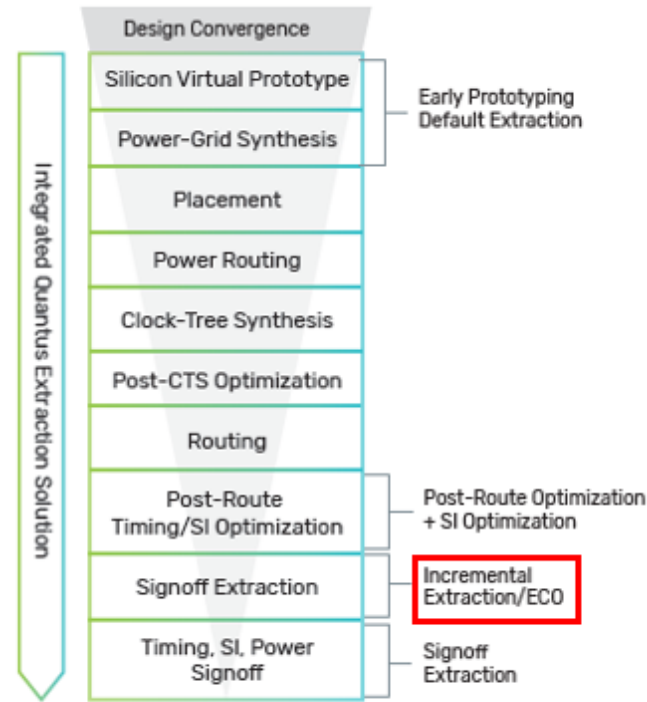 Design Convergence
Silicon Virtual Prototype
Power-Grid Synthesis
Placement
Power Routing
Clock-Tree Synthesis
Post-CTS Optimization
Routing
Post-Route
Timing/SI Optimization
Signoff Extraction
Timing, SI, Power
Signoff
Integrated Quantus Extraction Solution
Early Prototyping
Default Extraction
Post-Route Optimization
+ SI Optimization
Incremental
Extraction/ECO
Signoff
Extraction